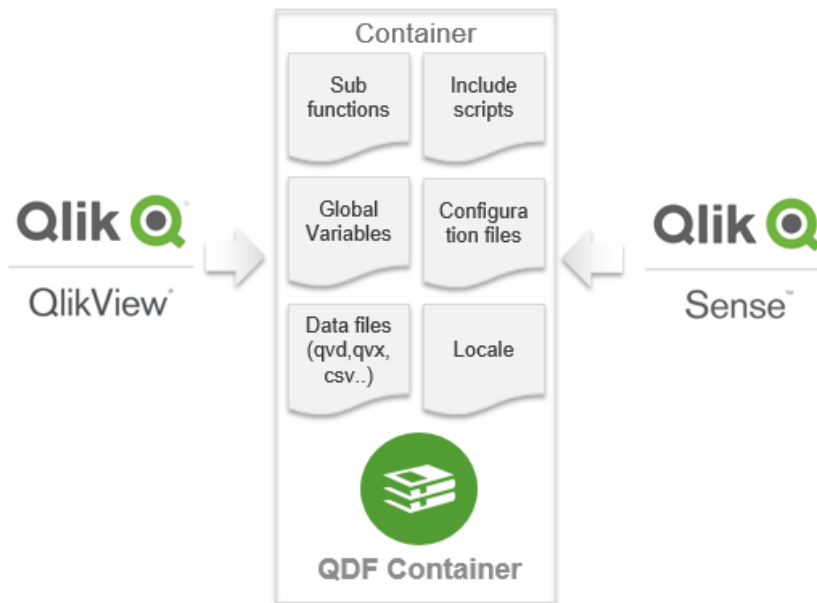 Container
Sub
functions
Include
scripts
Global
Variables
Configura
tion files
Data files
(qvd,qvx,
csv..)
Locale
QDF Container
Qlik
QlikView®
Qlik
Sense™